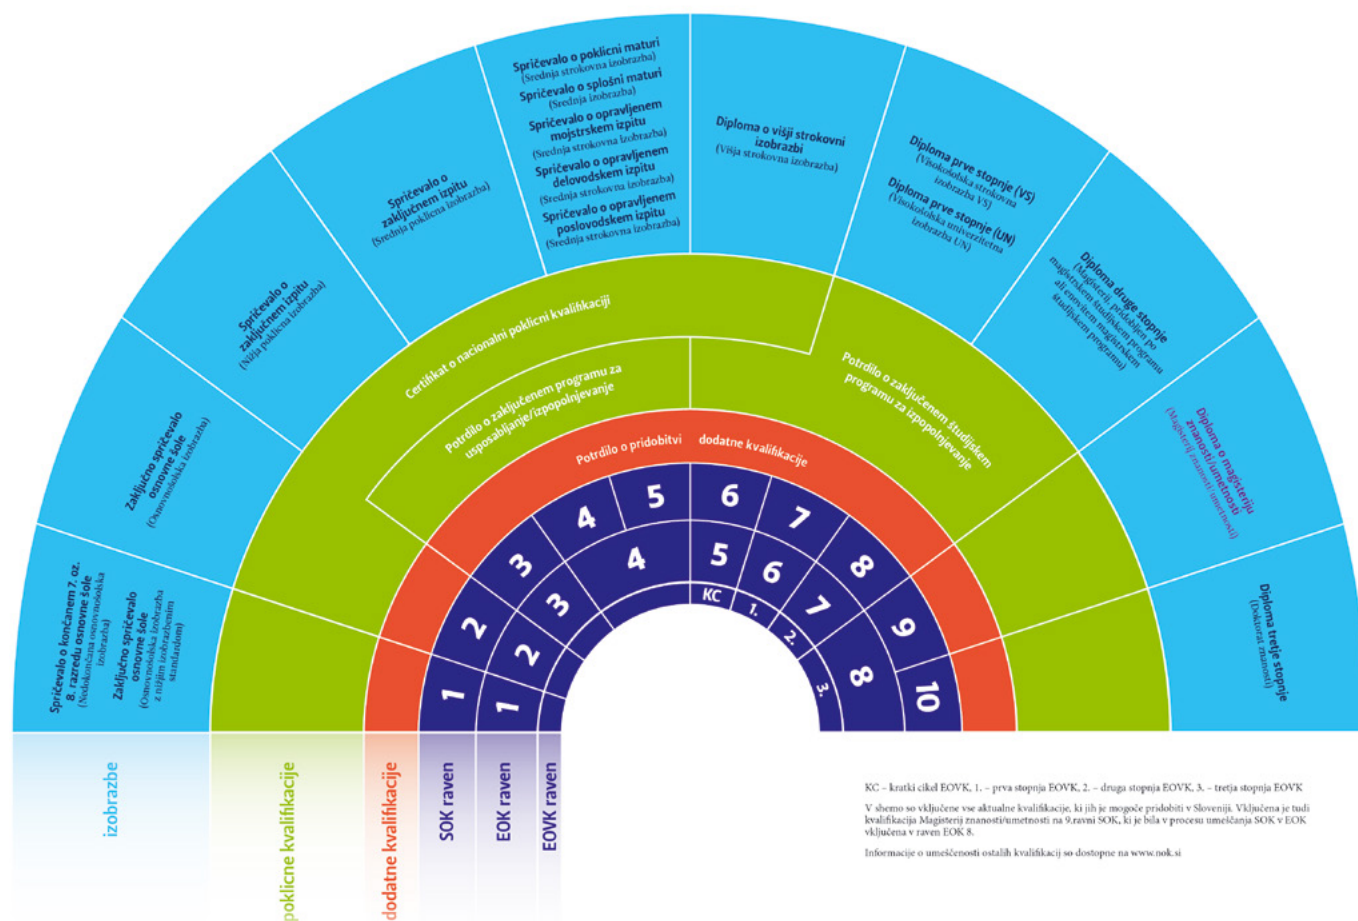 Spričevalo o končanem 7. oz.
8. razredu osnovne šole
(Nedokončana osnovnošolska
izobrazba)
Zaključno spričevalo
osnovne šole
(Osnovnošolska izobrazba
z nižjim izobrazbenim
standardom)
Zaključno spričevalo
osnovne šole
(Osnovnošolska izobrazba)
Spričevalo o
zaključnem izpitu
(Nižja poklicna izobrazba)
Spričevalo o
zaključnem izpitu
(Srednja poklicna izobrazba)
Spričevalo o poklicni maturi
(Srednja strokovna izobrazba)
Spričevalo o splošni maturi
(Srednja izobrazba)
Spričevalo o opravljenem
mojstrskem izpitu
(Srednja strokovna izobrazba)
Spričevalo o opravljenem
delovodskem izpitu
(Srednja strokovna izobrazba)
Spričevalo o opravljenem
poslovodskem izpitu
(Srednja strokovna izobrazba)
Diploma o višji strokovni
izobrazbi
(Višja strokovna izobrazba)
Diploma prve stopnje (VS)
(Visokošolska strokovna
izobrazba VS)
Diploma prve stopnje (UN)
(Visokošolska univerzitetna
izobrazba UN)
Diploma druge stopnje
(Magisterij, pridobljen po
magistrskem študijskem programu
ali enovitem magistrskem
študijskem programu)
Diploma o magisteriju
znanosti/umetnosti
(Magisterij znanosti/umetnosti)
Diploma tretje stopnje
(Doktorat znanosti)
Certifikat o nacionalni poklicni kvalifikaciji
Potrdilo o zaključenem programu za
usposabljanje/izpopolnjevanje
Potrdilo o zaključenem študijskem
programu za izpopolnjevanje
Potrdilo o pridobitvi dodatne kvalifikacije
1 2 3 4 5 6 7 8 9 10
1 2 3 4 5 6 7 8
KC 1. 2. 3.
izobrazbe
poklicne kvalifikacije
dodatne kvalifikacije
SOK raven
EOK raven
EOVK raven
KC – kratki cikel EOVK, 1. – prva stopnja EOVK, 2. – druga stopnja EOVK, 3. – tretja stopnja EOVK
V shemo so vključene vse aktualne kvalifikacije, ki jih je mogoče pridobiti v Sloveniji. Vključena je tudi
kvalifikacija Magisterij znanosti/umetnosti na 9.ravni SOK, ki je bila v procesu umeščanja SOK v EOK
vključena v raven EOK 8.
Informacije o umeščenosti ostalih kvalifikacij so dostopne na www.nok.si